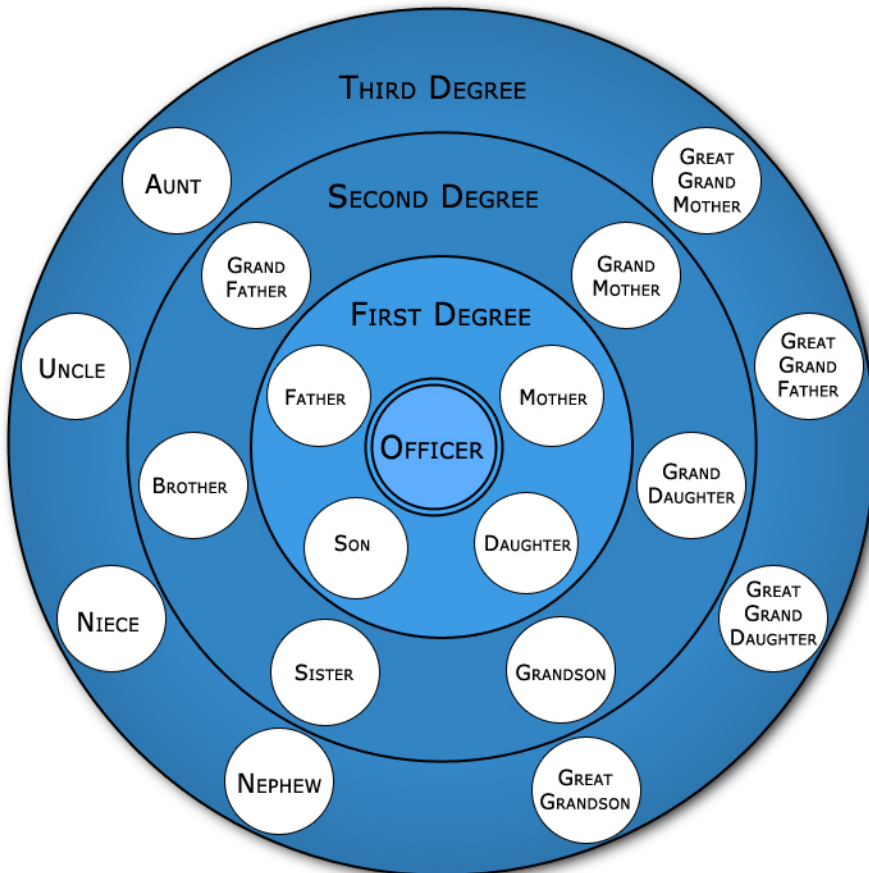 Third Degree
Aunt
Great
Grand
Mother
Second Degree
Grand
Father
Grand
Mother
First Degree
Uncle
Great
Grand
Father
Father
Mother
Officer
Brother
Grand
Daughter
Son
Daughter
Niece
Great
Grand
Daughter
Sister
Grandson
Nephew
Great
Grandson